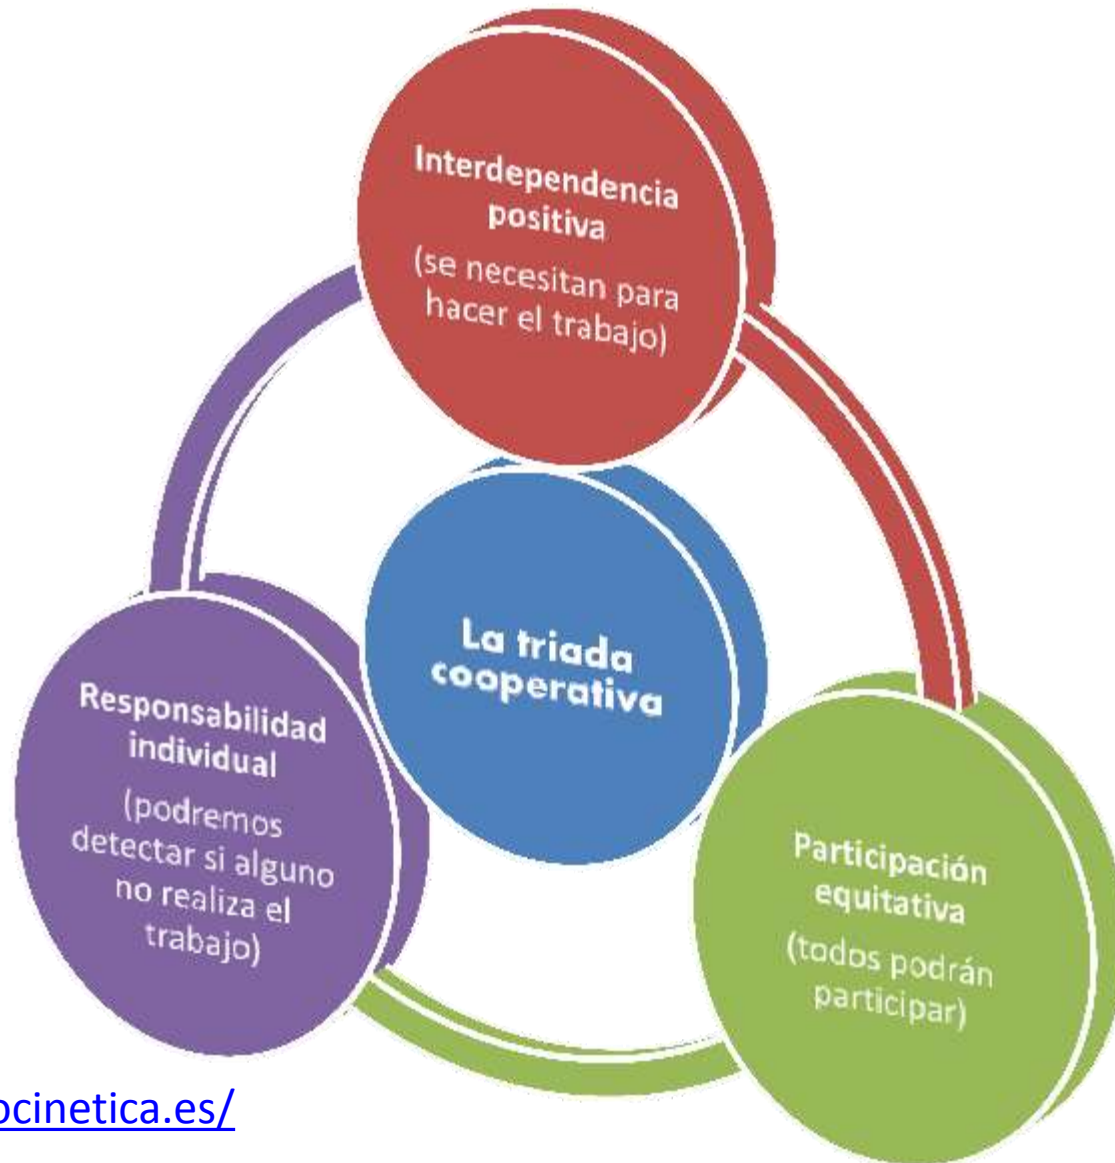 Interdependencia
positiva
(se necesitan para
hacer el trabajo)
La triada
cooperativa
Responsabilidad
individual
(podremos
detectar si alguno
no realiza el
trabajo)
Participación
equitativa
(todos podrán
participar)
ocinetica.es/